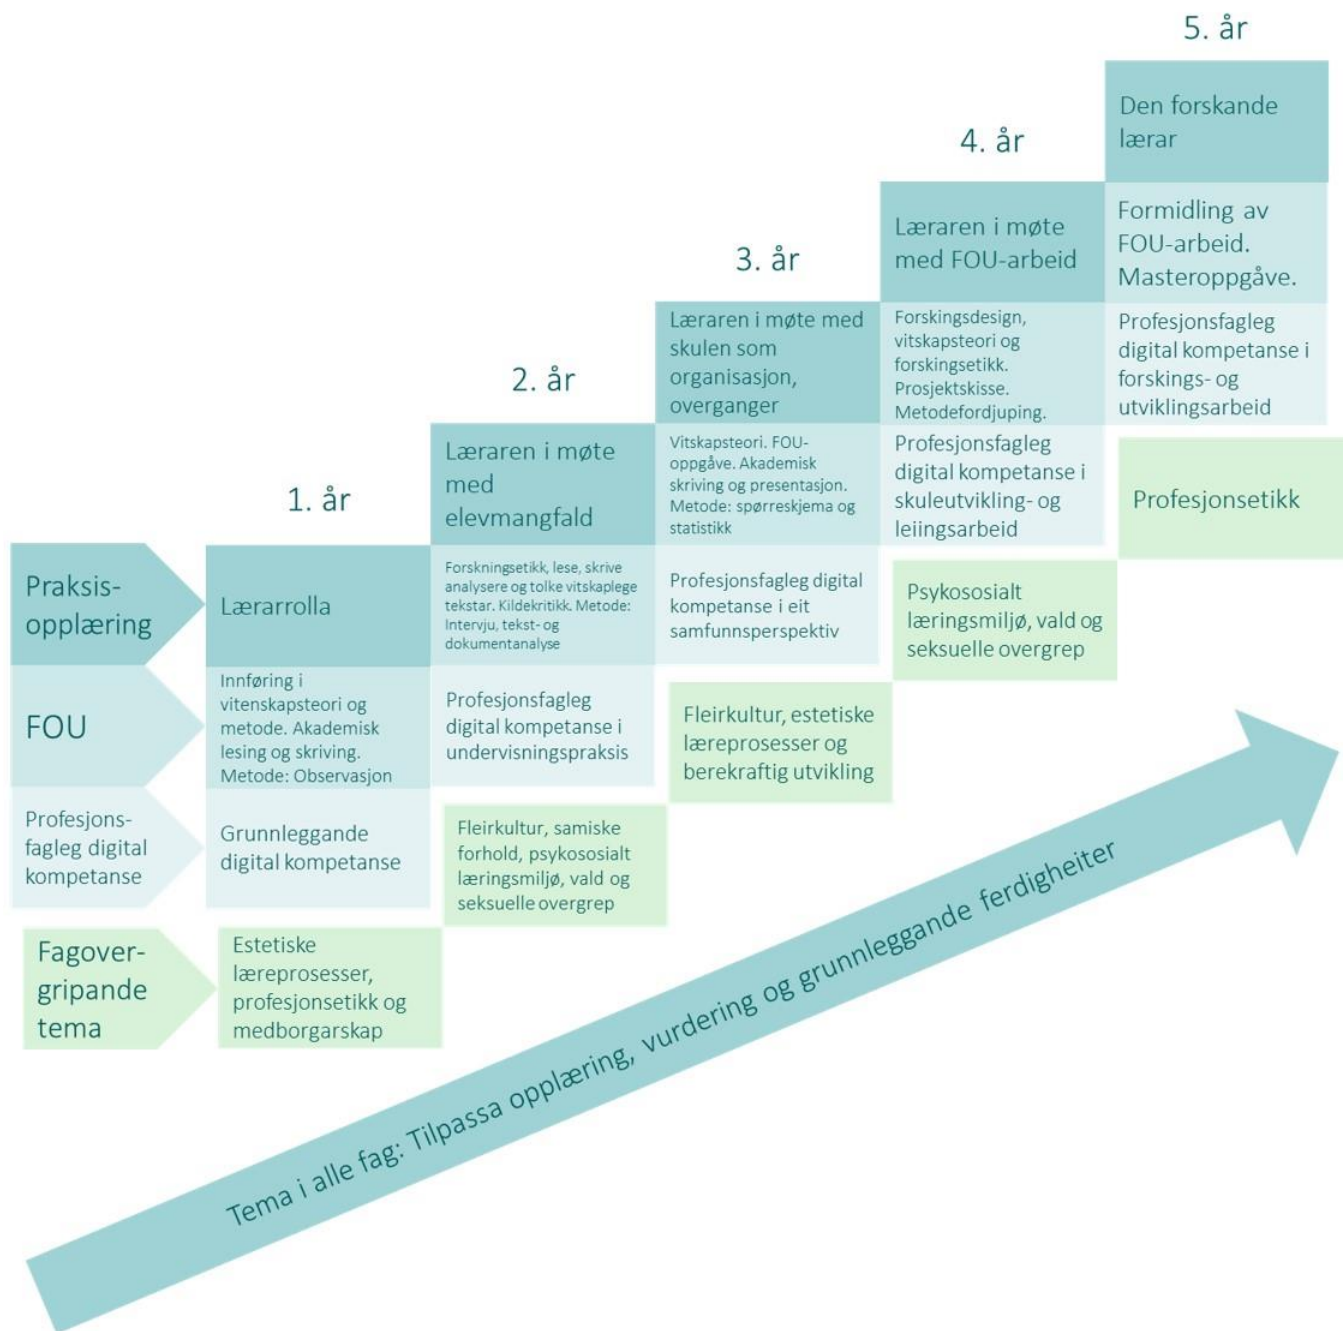 5. år
Den forskande
lærar
4. år
Læraren i møte
med FOU-arbeid
Formidling av
FOU-arbeid.
Masteroppgåve.
3. år
Læraren i møte med
skulen som
organisasjon,
overganger
Forskingsdesign,
vitskapsteori og
forskingsetikk.
Prosjektskisse.
Metodefordjuping.
Profesjonsfagleg
digital kompetanse i
forskings- og
utviklingsarbeid
2. år
Læraren i møte
med
elevmangfald
Vitskapsteori. FOU-
oppgåve. Akademisk
skriving og presentasjon.
Metode: spørreskjema og
statistikk
Profesjonsfagleg
digital kompetanse i
skuleutvikling- og
leiingsarbeid
Profesjonsetikk
1. år
Praksis-
opplæring
Lærarrolla
Forskningsetikk, lese, skrive
analysere og tolke vitskaplege
tekstar. Kildekritikk. Metode:
Intervju, tekst- og
dokumentanalyse
Profesjonsfagleg digital
kompetanse i eit
samfunnsperspektiv
Psykososialt
læringsmiljø, vald og
seksuelle overgrep
FOU
Innføring i
vitenskapsteori og
metode. Akademisk
lesing og skriving.
Metode: Observasjon
Profesjonsfagleg
digital kompetanse i
undervisningspraksis
Fleirkultur, estetiske
læreprosesser og
berekraftig utvikling
Profesjons-
fagleg digital
kompetanse
Grunnleggande
digital kompetanse
Fleirkultur, samiske
forhold, psykososialt
læringsmiljø, vald og
seksuelle overgrep
Fagover-
gripande
tema
Estetiske
læreprosesser,
profesjonsetikk og
medborgarskap
Tema i alle fag: Tilpassa opplæring, vurdering og grunnleggande ferdigheiter